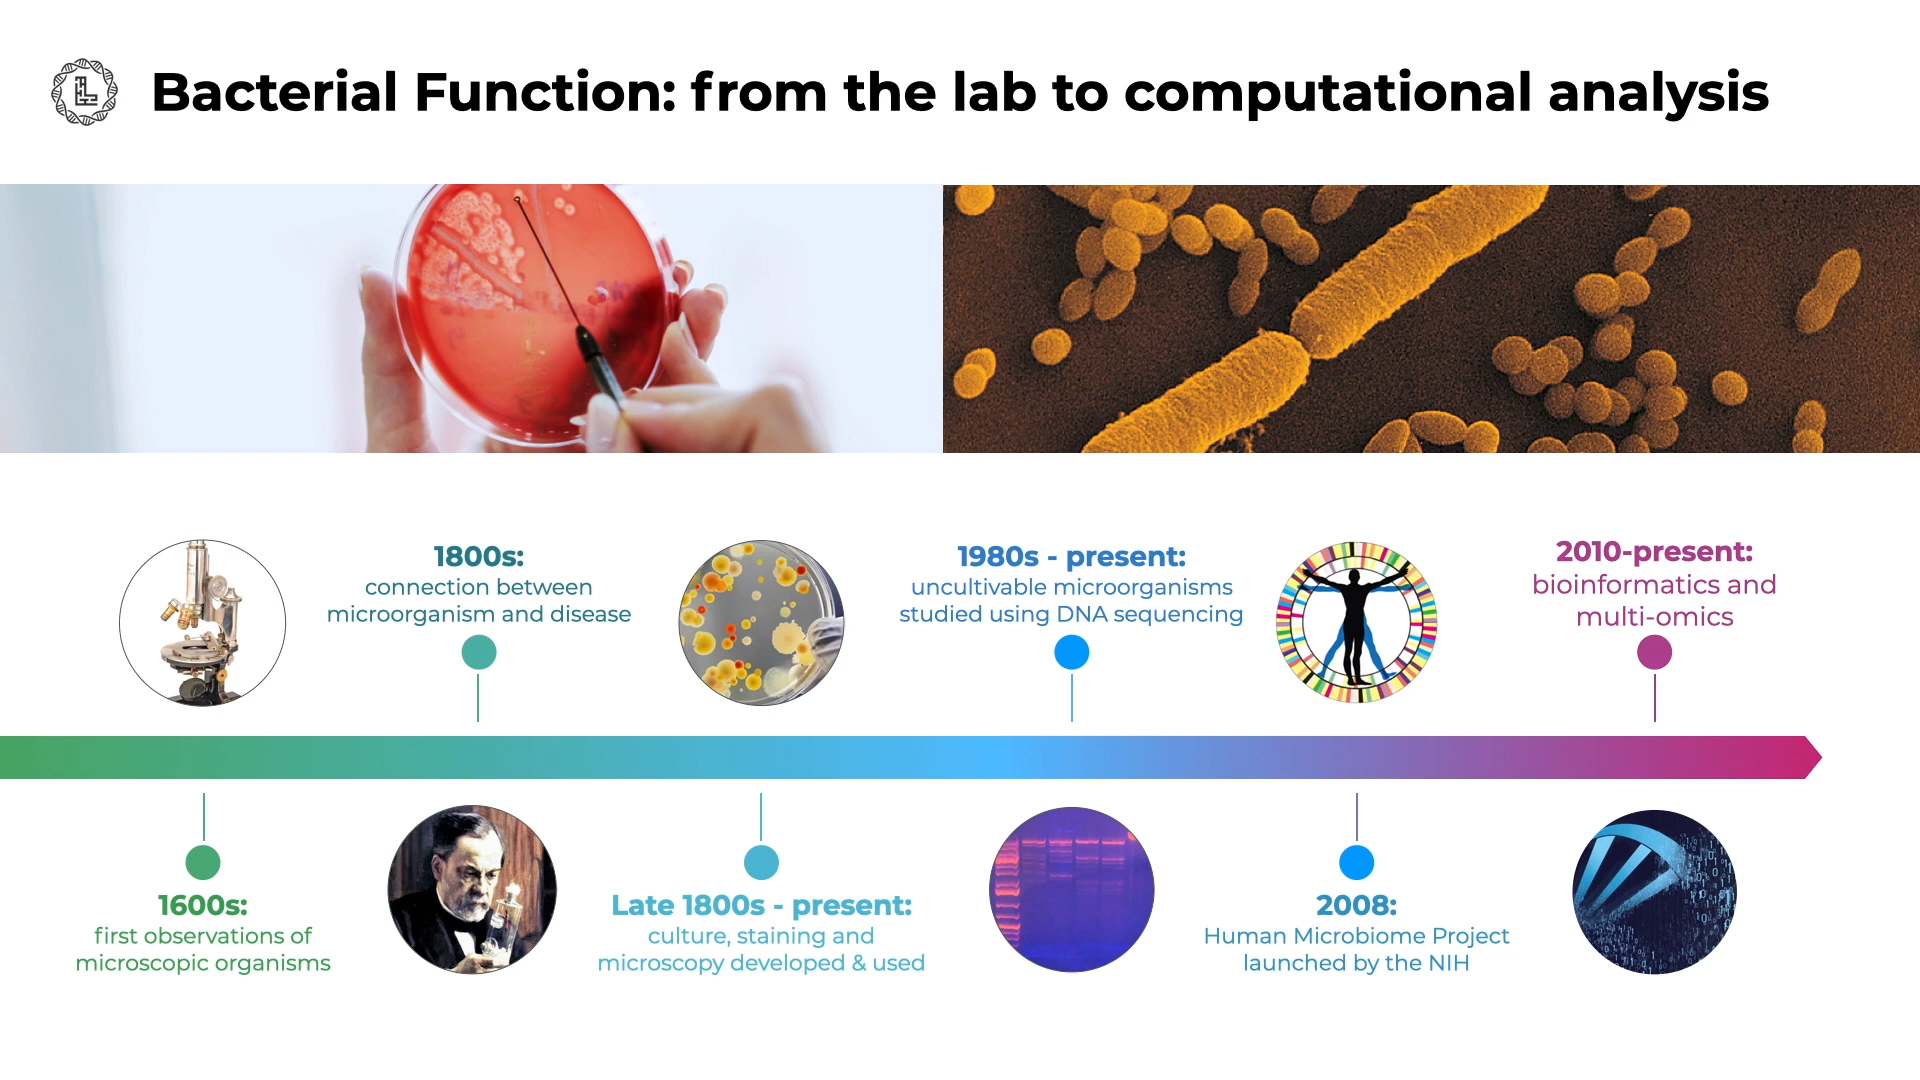 Bacterial Function: from the lab to computational analysis
1800s:
connection between
microorganism and disease
1980s - present:
uncultivable microorganisms
studied using DNA sequencing
2010-present:
bioinformatics and
multi-omics
1600s:
first observations of
microscopic organisms
Late 1800s - present:
culture, staining and
microscopy developed & used
2008:
Human Microbiome Project
launched by the NIH